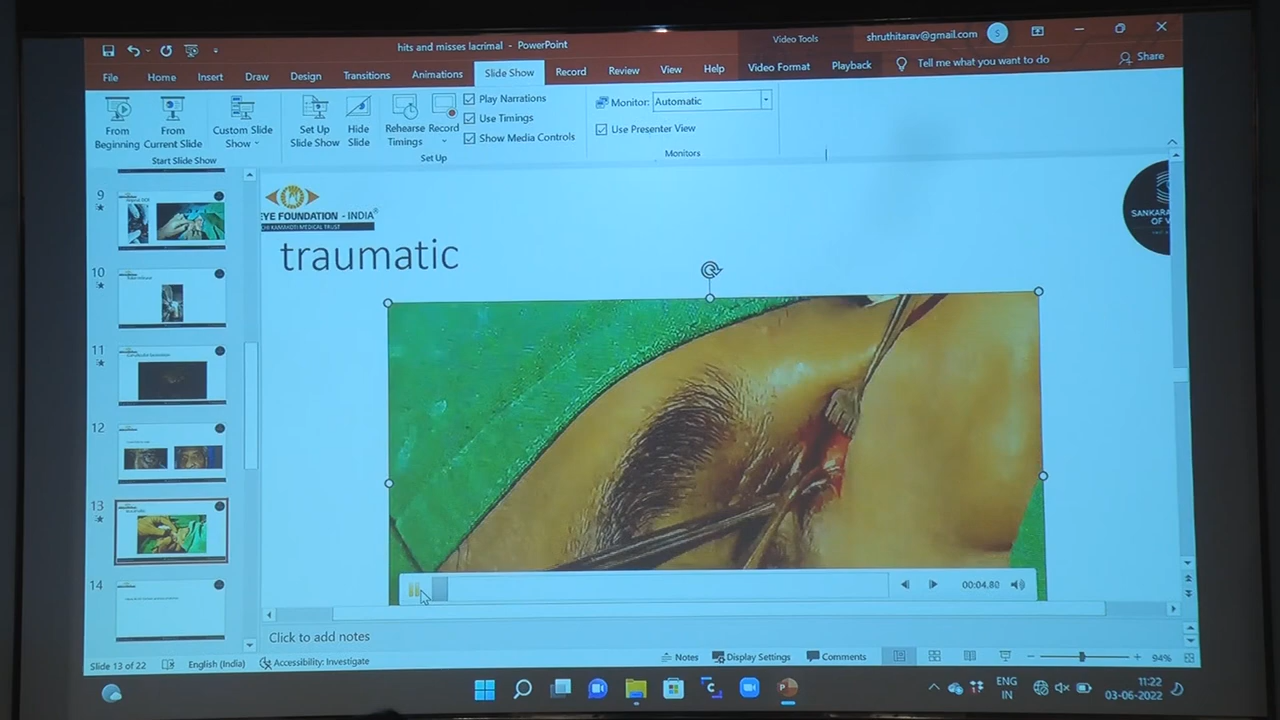 hits and misses lacrimal - PowerPoint
Video Tools
shruthitarav@gmail.com
S
File Home Insert Draw Design Transitions Animations Slide Show Record Review View Help Video Format Playback Tell me what you want to do Share
From Beginning
From Current Slide
Custom Slide Show
Set Up Slide Show
Hide Slide
Rehearse Timings
Record
Play Narrations
Use Timings
Show Media Controls
Monitor: Automatic
Use Presenter View
Start Slide Show
Set Up
Monitors
9
10
11
12
13
14
EYE FOUNDATION - INDIA
KAMAKOTI MEDICAL TRUST
SANKARA
OF V
traumatic
00:04.80
Click to add notes
Slide 13 of 22 English (India) Accessibility: Investigate Notes Display Settings Comments 94%
ENG
IN
11:22
03-06-2022